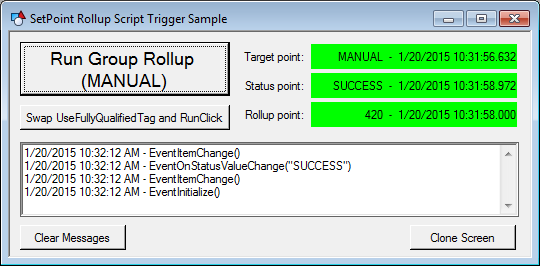 SetPoint Rollup Script Trigger Sample
Run Group Rollup
(MANUAL)
Target point: MANUAL - 1/20/2015 10:31:56.632
Status point: SUCCESS - 1/20/2015 10:31:58.972
Swap UseFullyQualifiedTag and RunClick
Rollup point: 420 - 1/20/2015 10:31:58.000
1/20/2015 10:32:12 AM - EventItemChange()
1/20/2015 10:32:12 AM - EventOnStatusValueChange("SUCCESS")
1/20/2015 10:32:12 AM - EventItemChange()
1/20/2015 10:32:12 AM - EventInitialize()
Clear Messages
Clone Screen